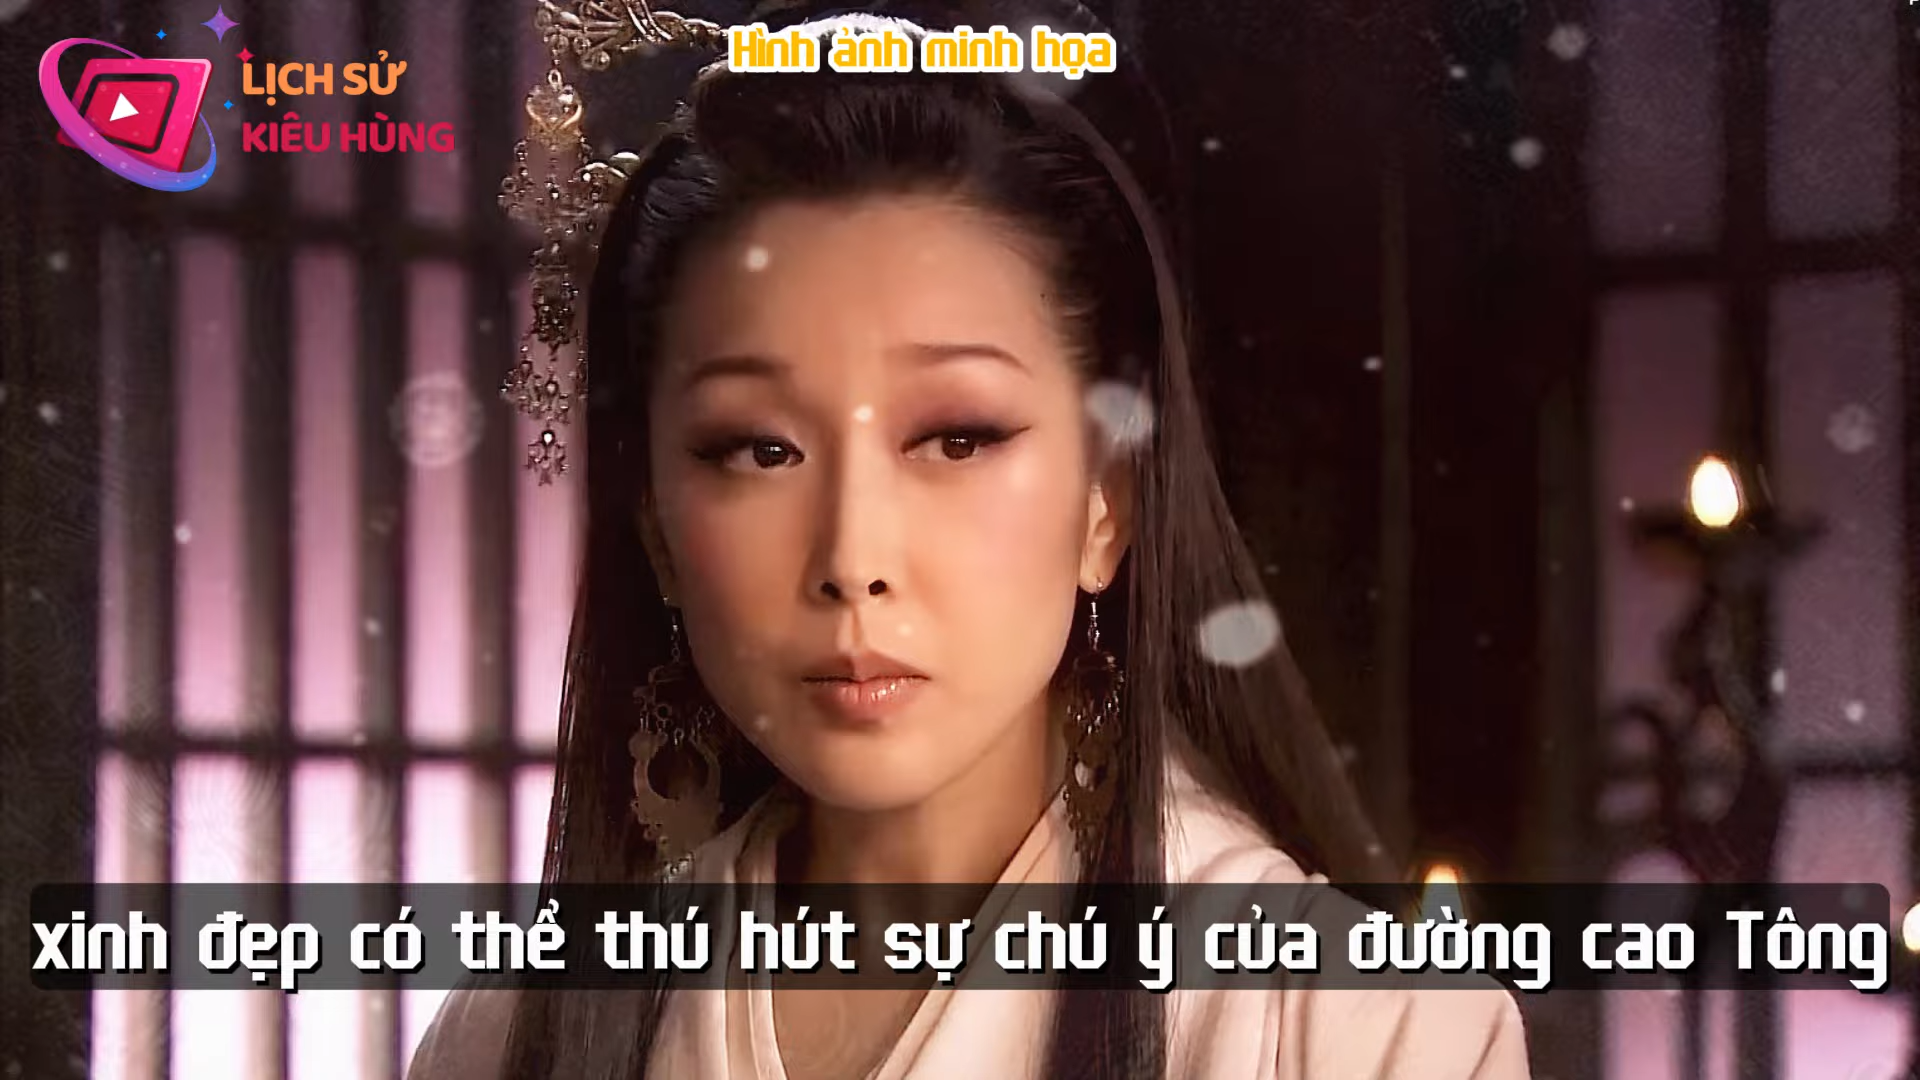 Hình ảnh minh họa
LỊCH SỬ
KIÊU HÙNG
xinh đẹp có thể thú hút sự chú ý của đường cao Tông